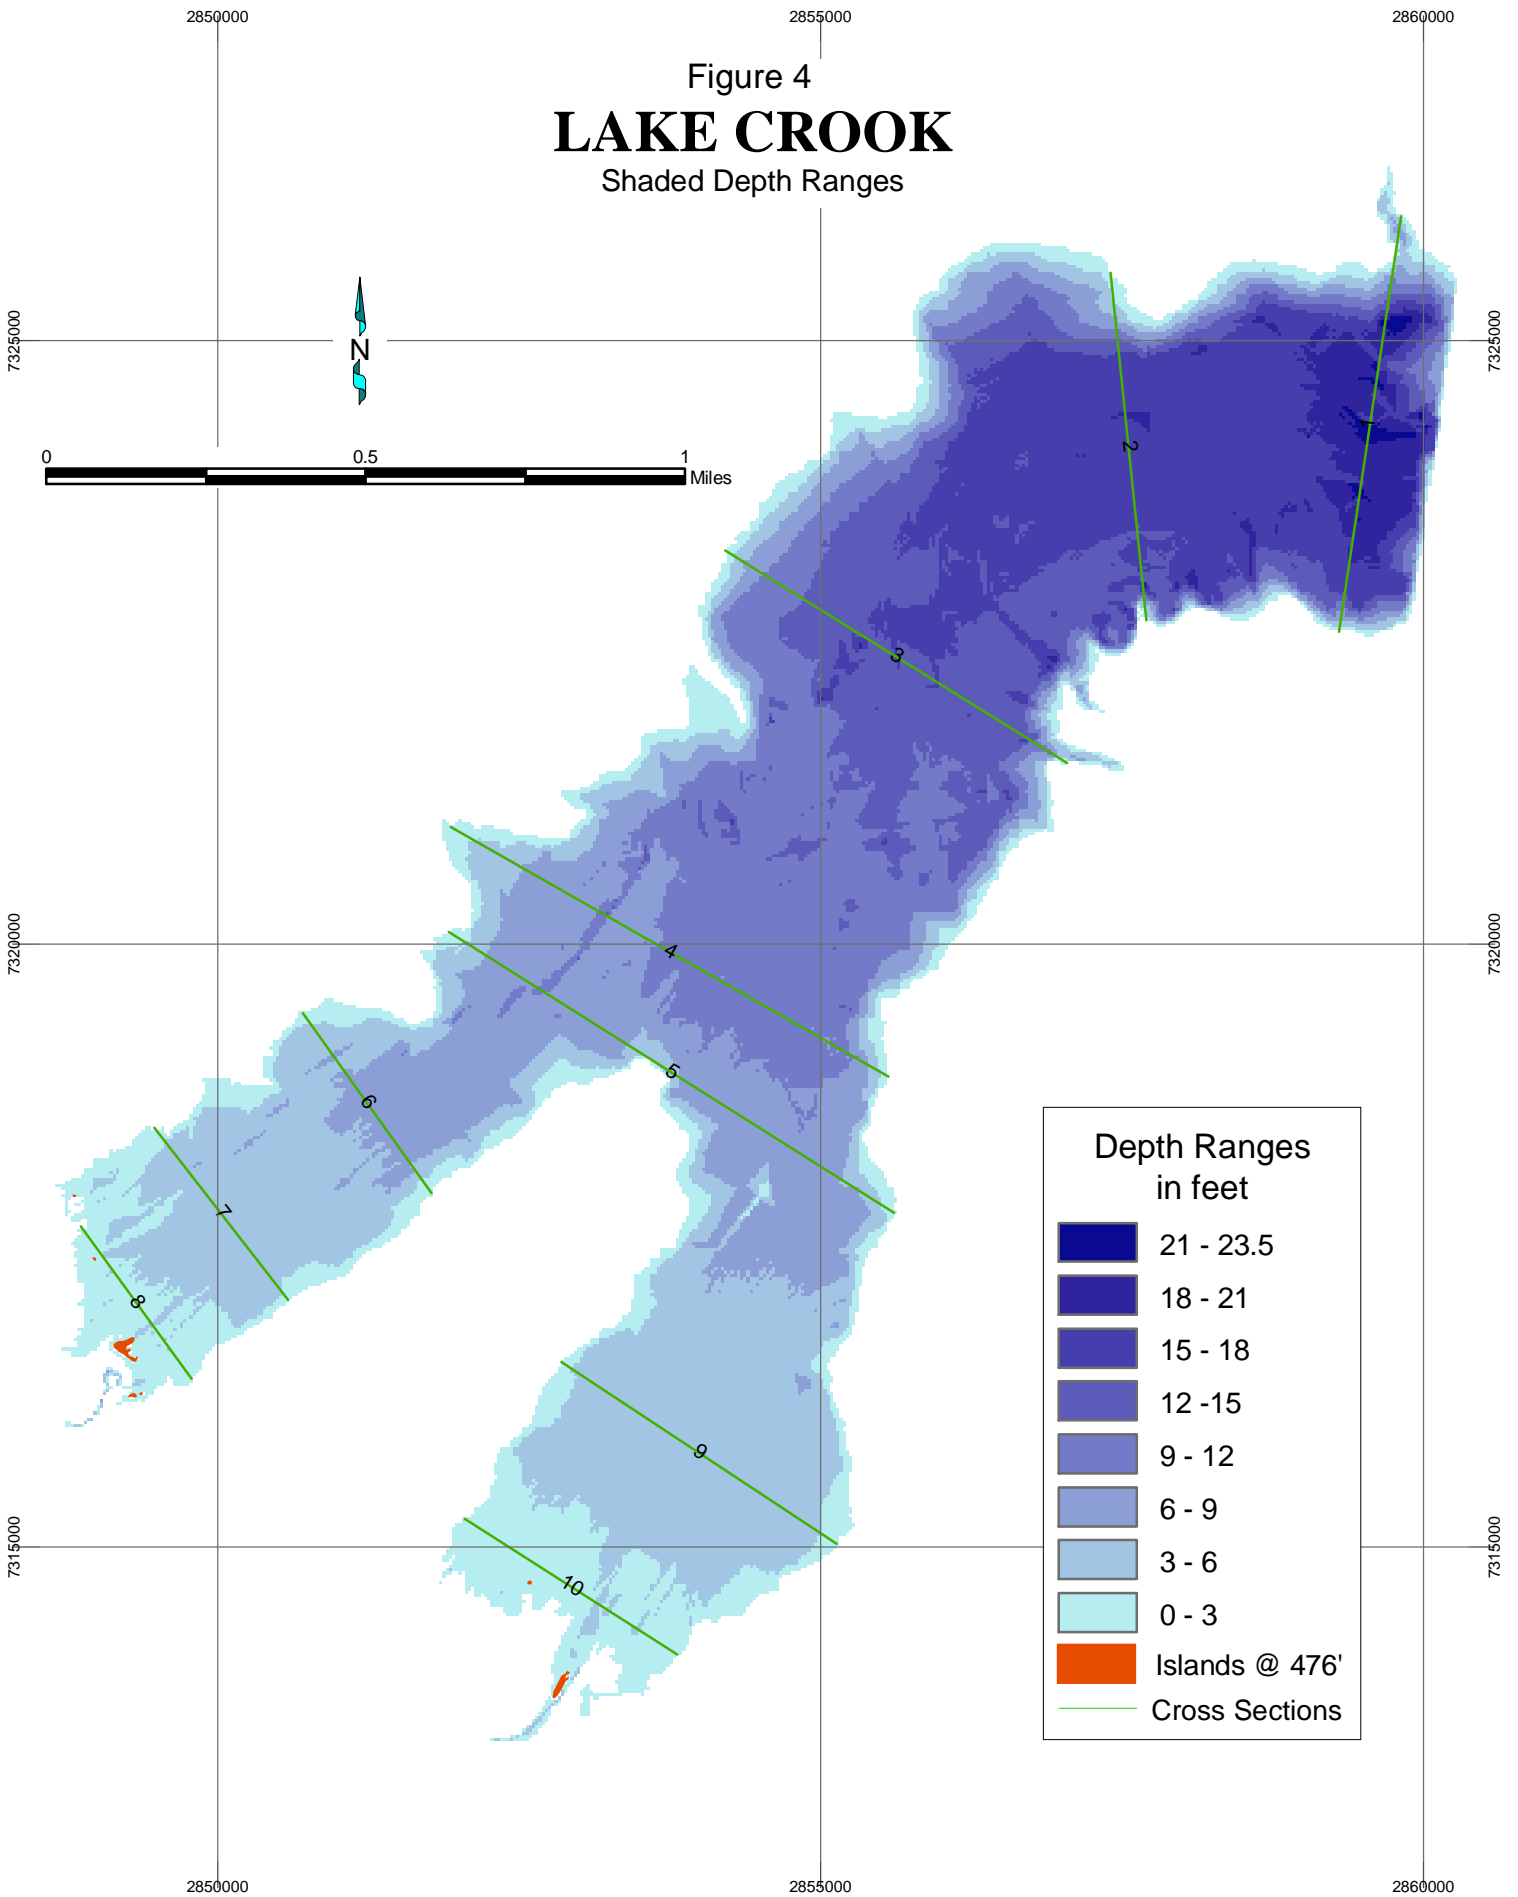 2850000 2855000 2860000
Figure 4
LAKE CROOK
Shaded Depth Ranges
7325000 7325000
N
0 0.5 1
Miles
1
2
3
4
7320000 7320000
5
6
7
8
9
10
7315000 7315000
Depth Ranges
in feet
21 - 23.5
18 - 21
15 - 18
12 -15
9 - 12
6 - 9
3 - 6
0 - 3
Islands @ 476'
Cross Sections
2850000 2855000 2860000